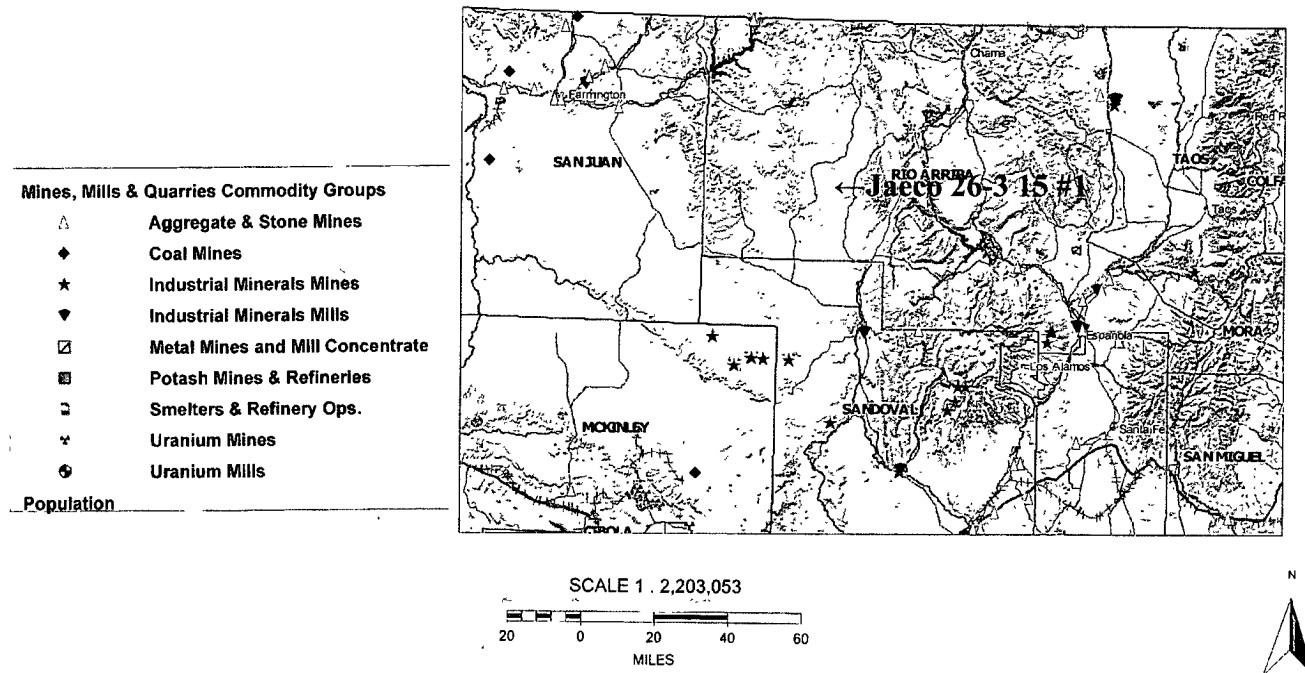 Mines, Mills & Quarries Commodity Groups
Aggregate & Stone Mines
Coal Mines
Industrial Minerals Mines
Industrial Minerals Mills
Metal Mines and Mill Concentrate
Potash Mines & Refineries
Smelters & Refinery Ops.
Uranium Mines
Uranium Mills
Population
Chama
Farmington
Red R
SAN JUAN
TAOS
RIO ARRIBA
COLF
←Jaeco 26-3 15 #1
Taos
MORA
Espanola
Los Alamos
SANDOVAL
MCKINLEY
Santa Fe
SAN MIGUEL
CIBOLA
SCALE 1 . 2,203,053
20 0 20 40 60
MILES
N